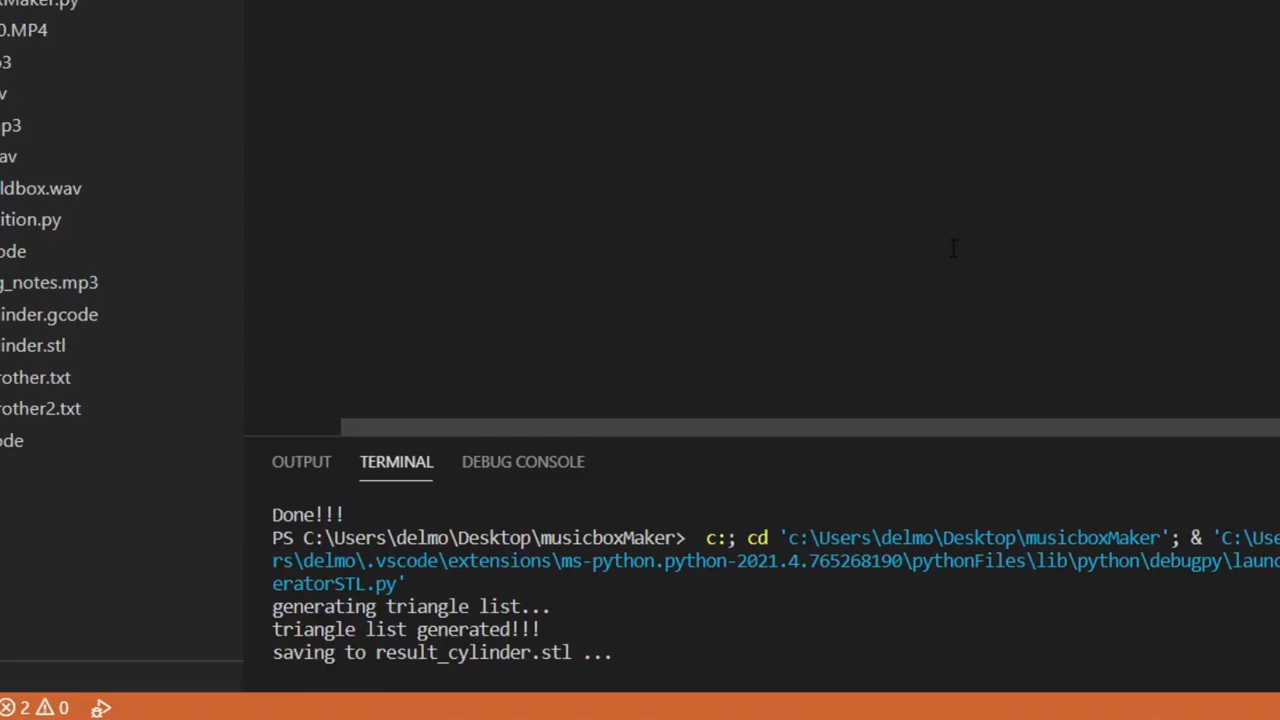 xMaker.py
0.MP4
p3
v
np3
av
ldbox.wav
ition.py
ode
g_notes.mp3
inder.gcode
inder.stl
rother.txt
rother2.txt
ode
OUTPUT TERMINAL DEBUG CONSOLE
Done!!!
PS C:\Users\delmo\Desktop\musicboxMaker>  c:; cd 'c:\Users\delmo\Desktop\musicboxMaker'; & 'C:\Use
rs\delmo\.vscode\extensions\ms-python.python-2021.4.765268190\pythonFiles\lib\python\debugpy\laun
eratorSTL.py'
generating triangle list...
triangle list generated!!!
saving to result_cylinder.stl ...
2 0